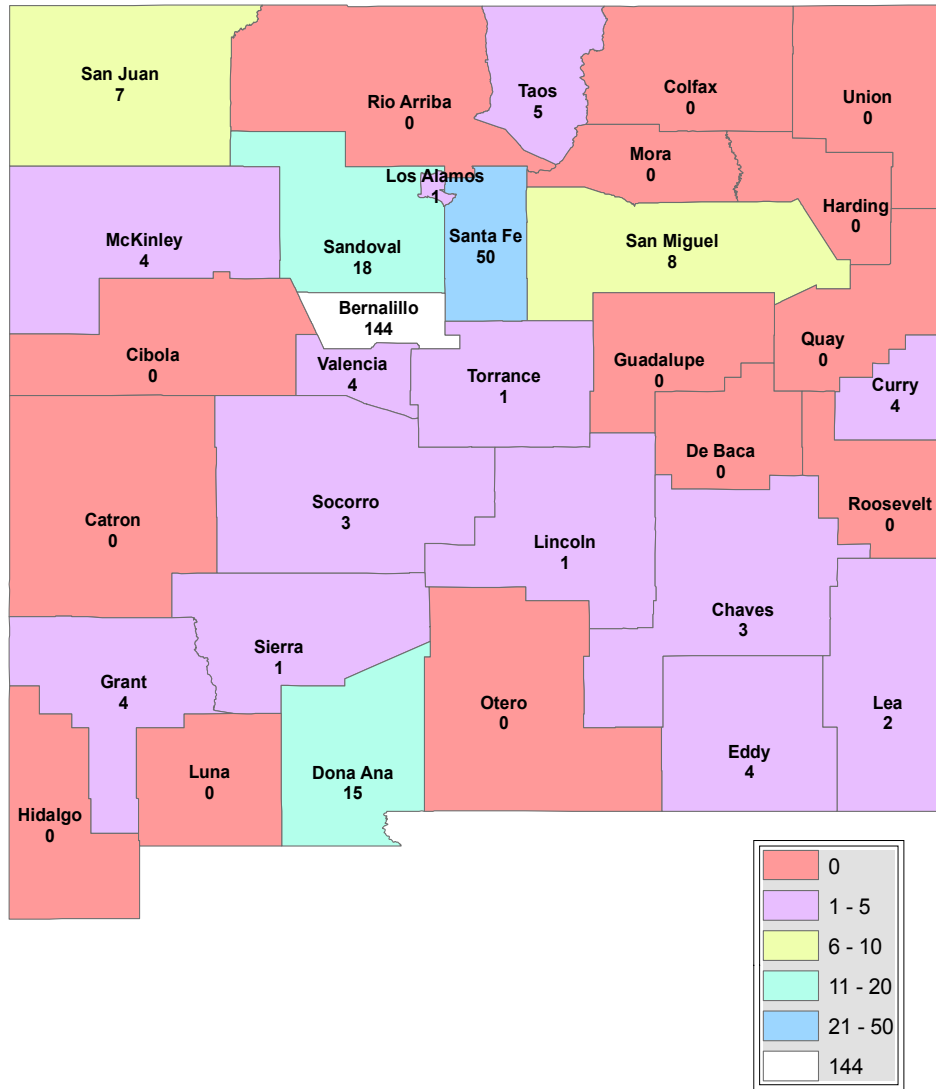 San Juan
7
Rio Arriba
0
Taos
5
Colfax
0
Union
0
Mora
0
Los Alamos
1
Harding
0
McKinley
4
Sandoval
18
Santa Fe
50
San Miguel
8
Bernalillo
144
Cibola
0
Valencia
4
Torrance
1
Guadalupe
0
Quay
0
Curry
4
De Baca
0
Roosevelt
0
Catron
0
Socorro
3
Lincoln
1
Chaves
3
Sierra
1
Grant
4
Otero
0
Lea
2
Eddy
4
Luna
0
Dona Ana
15
Hidalgo
0
0
1 - 5
6 - 10
11 - 20
21 - 50
144